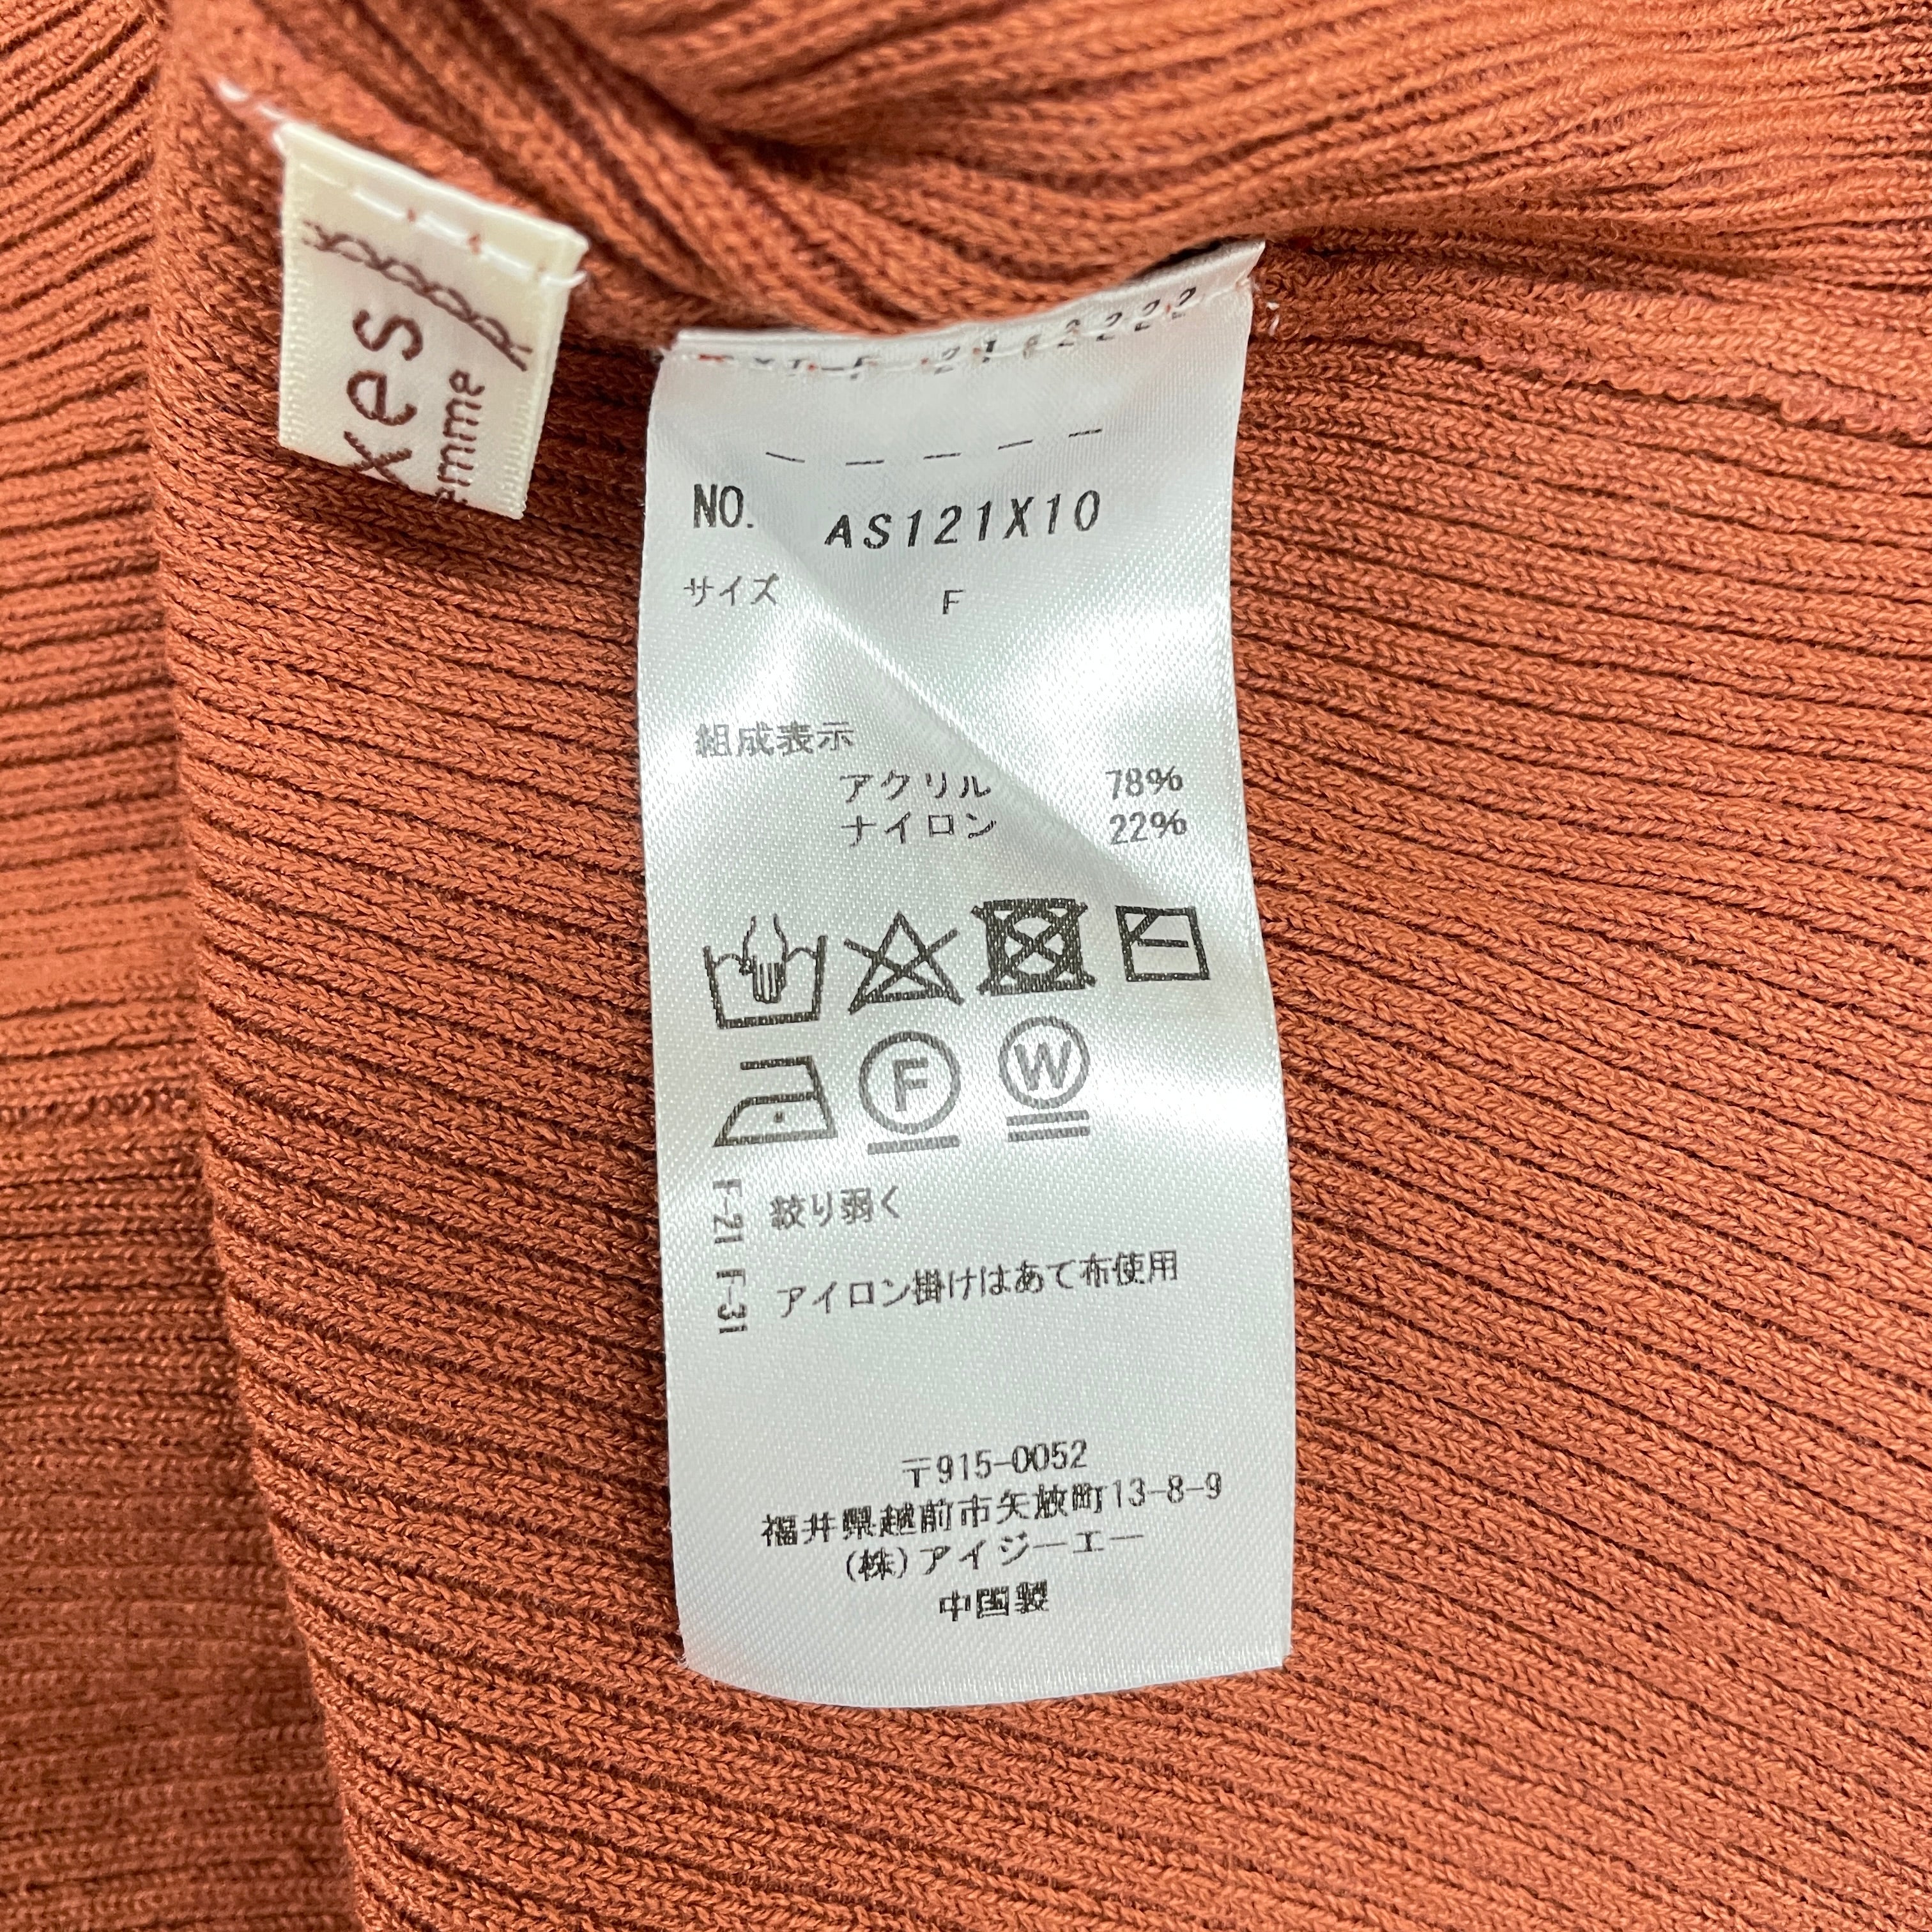 xes
emme
NO. AS121X10
サイズ F
組成表示
アクリル 78%
ナイロン 22%
F
W
F-21 絞り弱く
F-31 アイロン掛けはあて布使用
〒915-0052
福井県越前市矢放町13-8-9
(株)アイジーエー
中国製